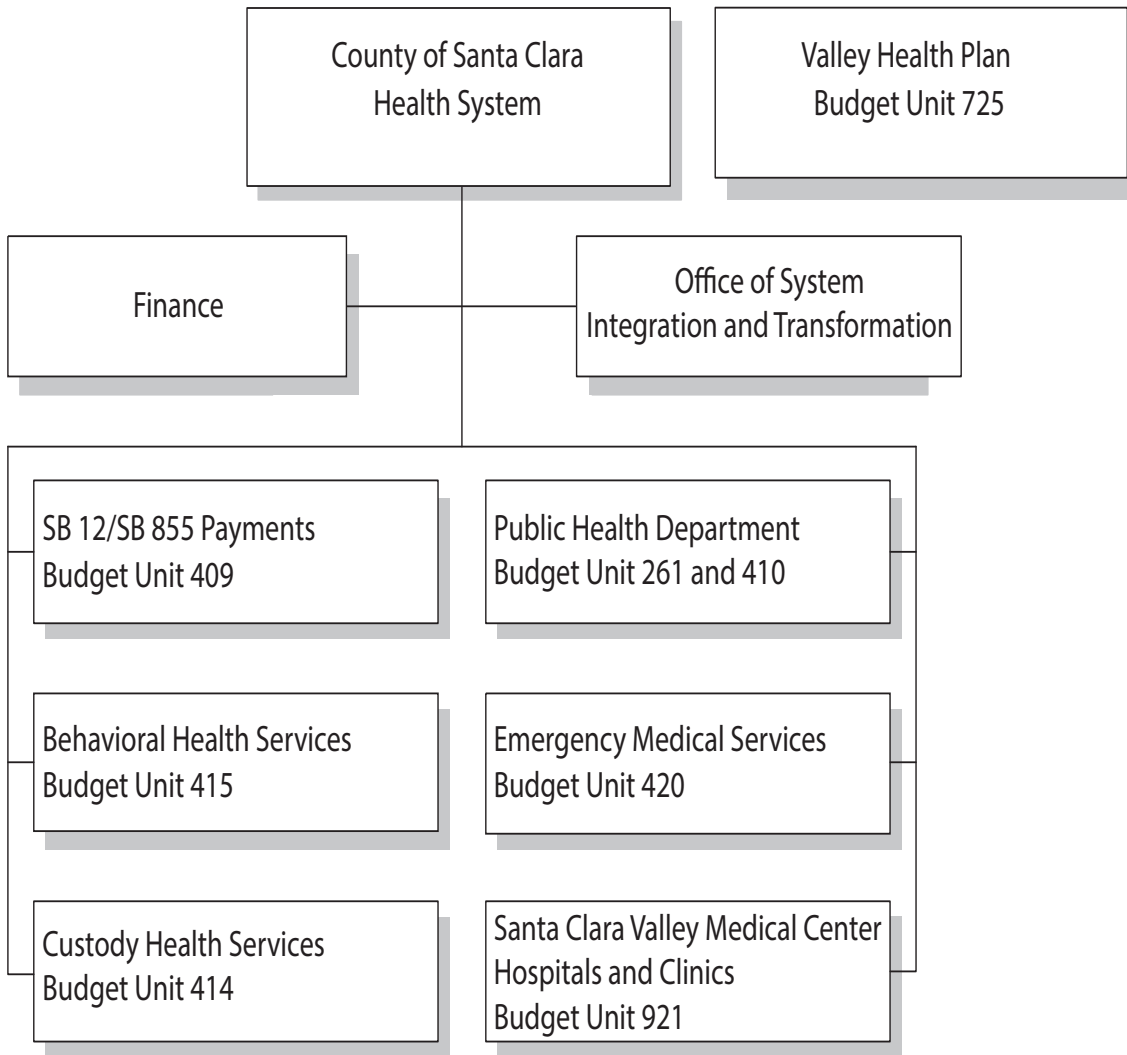 County of Santa Clara
Health System
Valley Health Plan
Budget Unit 725
Finance
Office of System
Integration and Transformation
SB 12/SB 855 Payments
Budget Unit 409
Public Health Department
Budget Unit 261 and 410
Behavioral Health Services
Budget Unit 415
Emergency Medical Services
Budget Unit 420
Custody Health Services
Budget Unit 414
Santa Clara Valley Medical Center
Hospitals and Clinics
Budget Unit 921